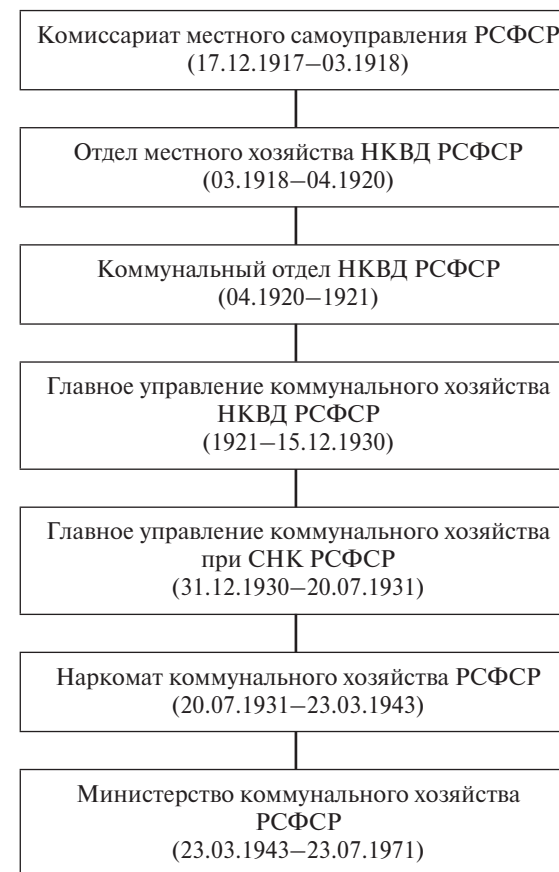 Комиссариат местного самоуправления РСФСР
(17.12.1917–03.1918)
Отдел местного хозяйства НКВД РСФСР
(03.1918–04.1920)
Коммунальный отдел НКВД РСФСР
(04.1920–1921)
Главное управление коммунального хозяйства
НКВД РСФСР
(1921–15.12.1930)
Главное управление коммунального хозяйства
при СНК РСФСР
(31.12.1930–20.07.1931)
Наркомат коммунального хозяйства РСФСР
(20.07.1931–23.03.1943)
Министерство коммунального хозяйства
РСФСР
(23.03.1943–23.07.1971)